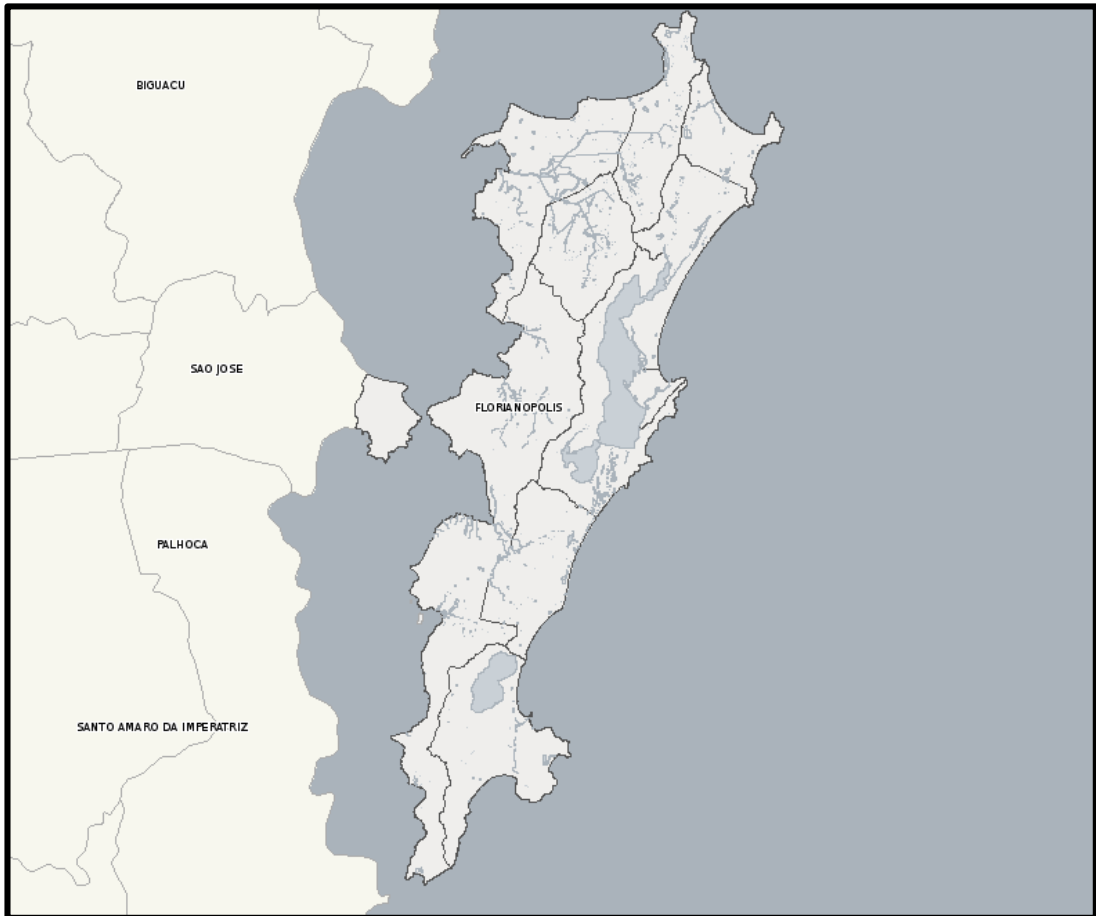 BIGUACU
SAO JOSE
FLORIANOPOLIS
PALHOCA
SANTO AMARO DA IMPERATRIZ